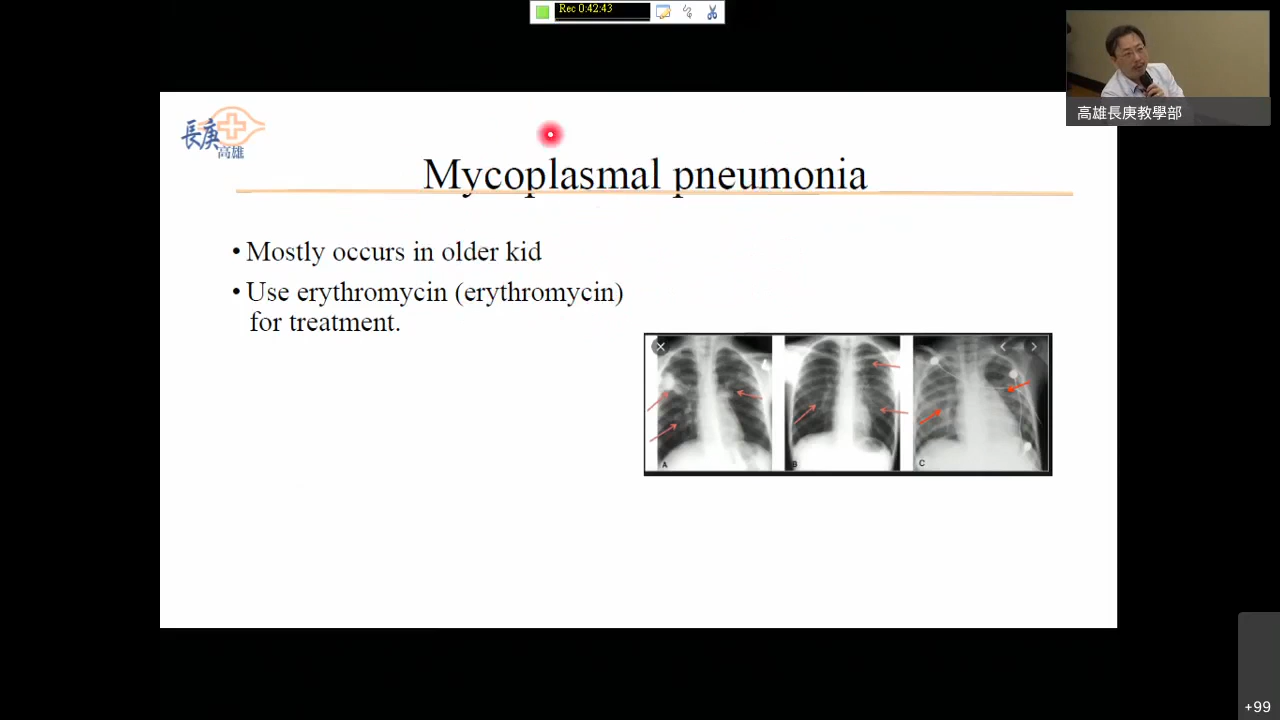 Rec 0:42:43
高雄長庚教學部
長庚
高雄
Mycoplasmal pneumonia
• Mostly occurs in older kid
• Use erythromycin (erythromycin)
for treatment.
A
B
C
+99